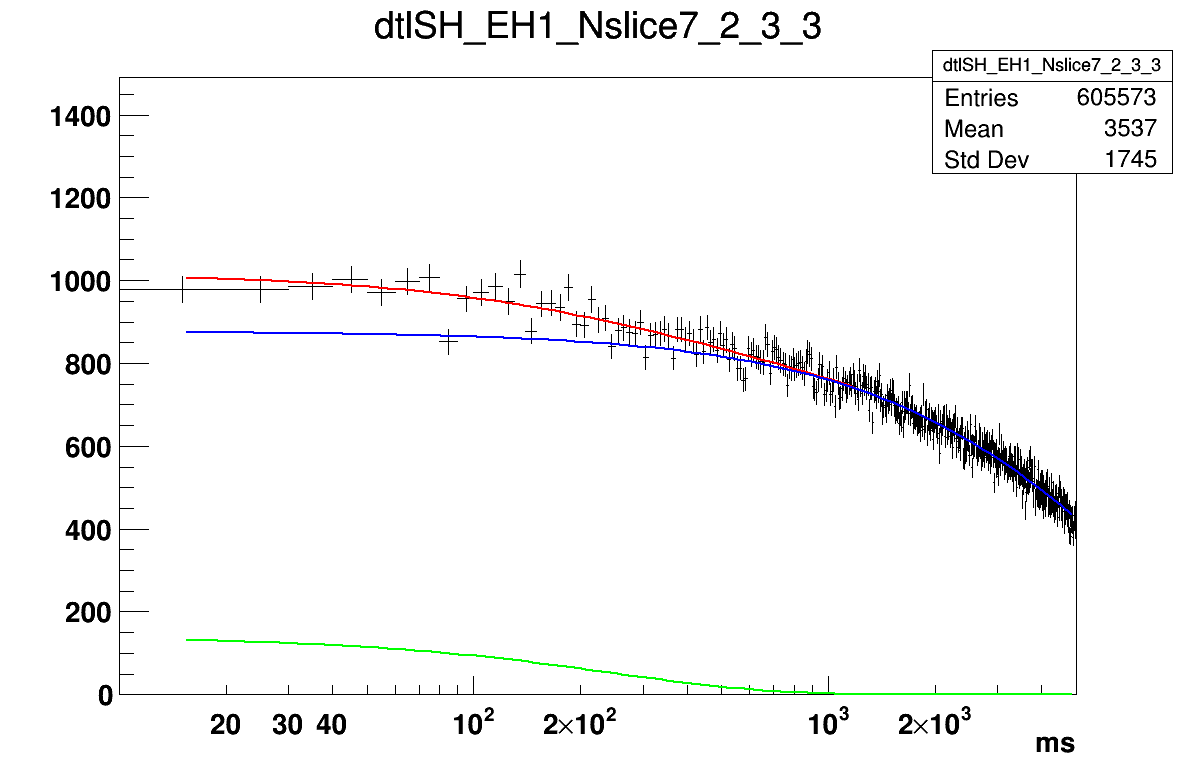 dtlSH_EH1_Nslice7_2_3_3
dtlSH_EH1_Nslice7_2_3_3
Entries 605573
Mean 3537
Std Dev 1745
1400
1200
1000
800
600
400
200
0
20 30 40 10² 2×10² 10³ 2×10³
ms